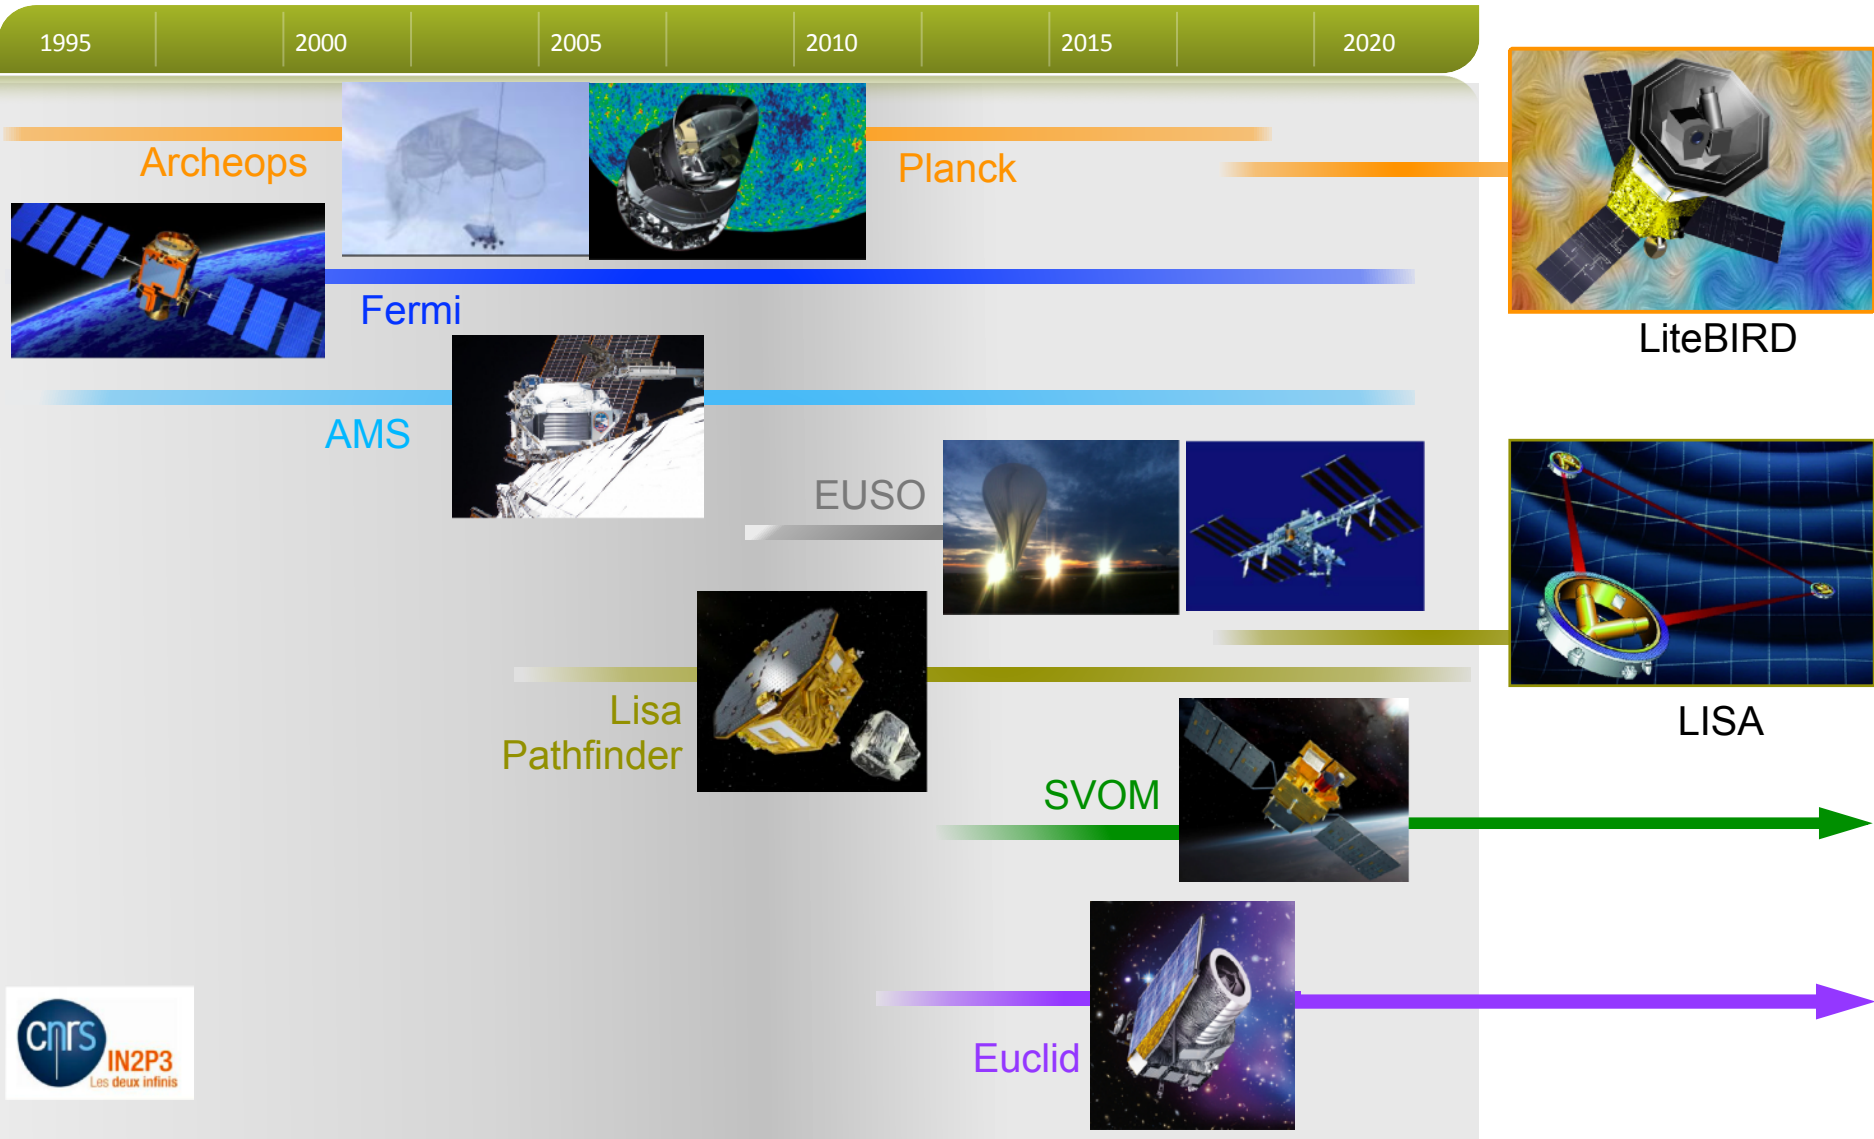 1995 2000 2005 2010 2015 2020
Archeops
Planck
Fermi
LiteBIRD
AMS
EUSO
Lisa
Pathfinder
LISA
SVOM
Euclid
cnrs
IN2P3
Les deux infinis